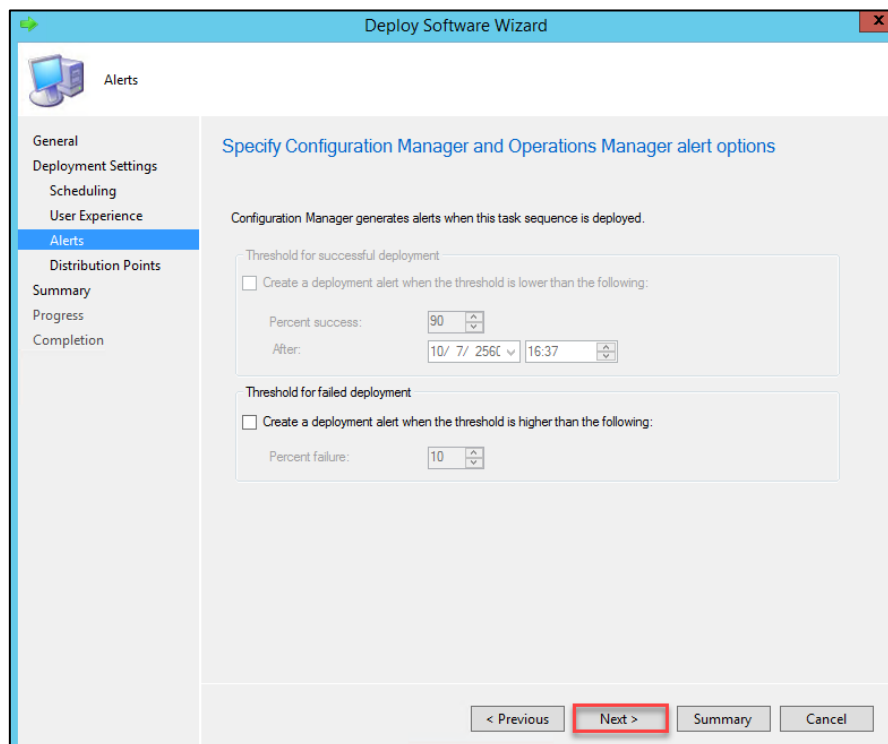 Deploy Software Wizard
x
Alerts
General
Deployment Settings
Scheduling
User Experience
Alerts
Distribution Points
Summary
Progress
Completion
Specify Configuration Manager and Operations Manager alert options
Configuration Manager generates alerts when this task sequence is deployed.
Threshold for successful deployment
Create a deployment alert when the threshold is lower than the following:
Percent success: 90
After: 10/ 7/ 2560 16:37
Threshold for failed deployment
Create a deployment alert when the threshold is higher than the following:
Percent failure: 10
< Previous Next > Summary Cancel